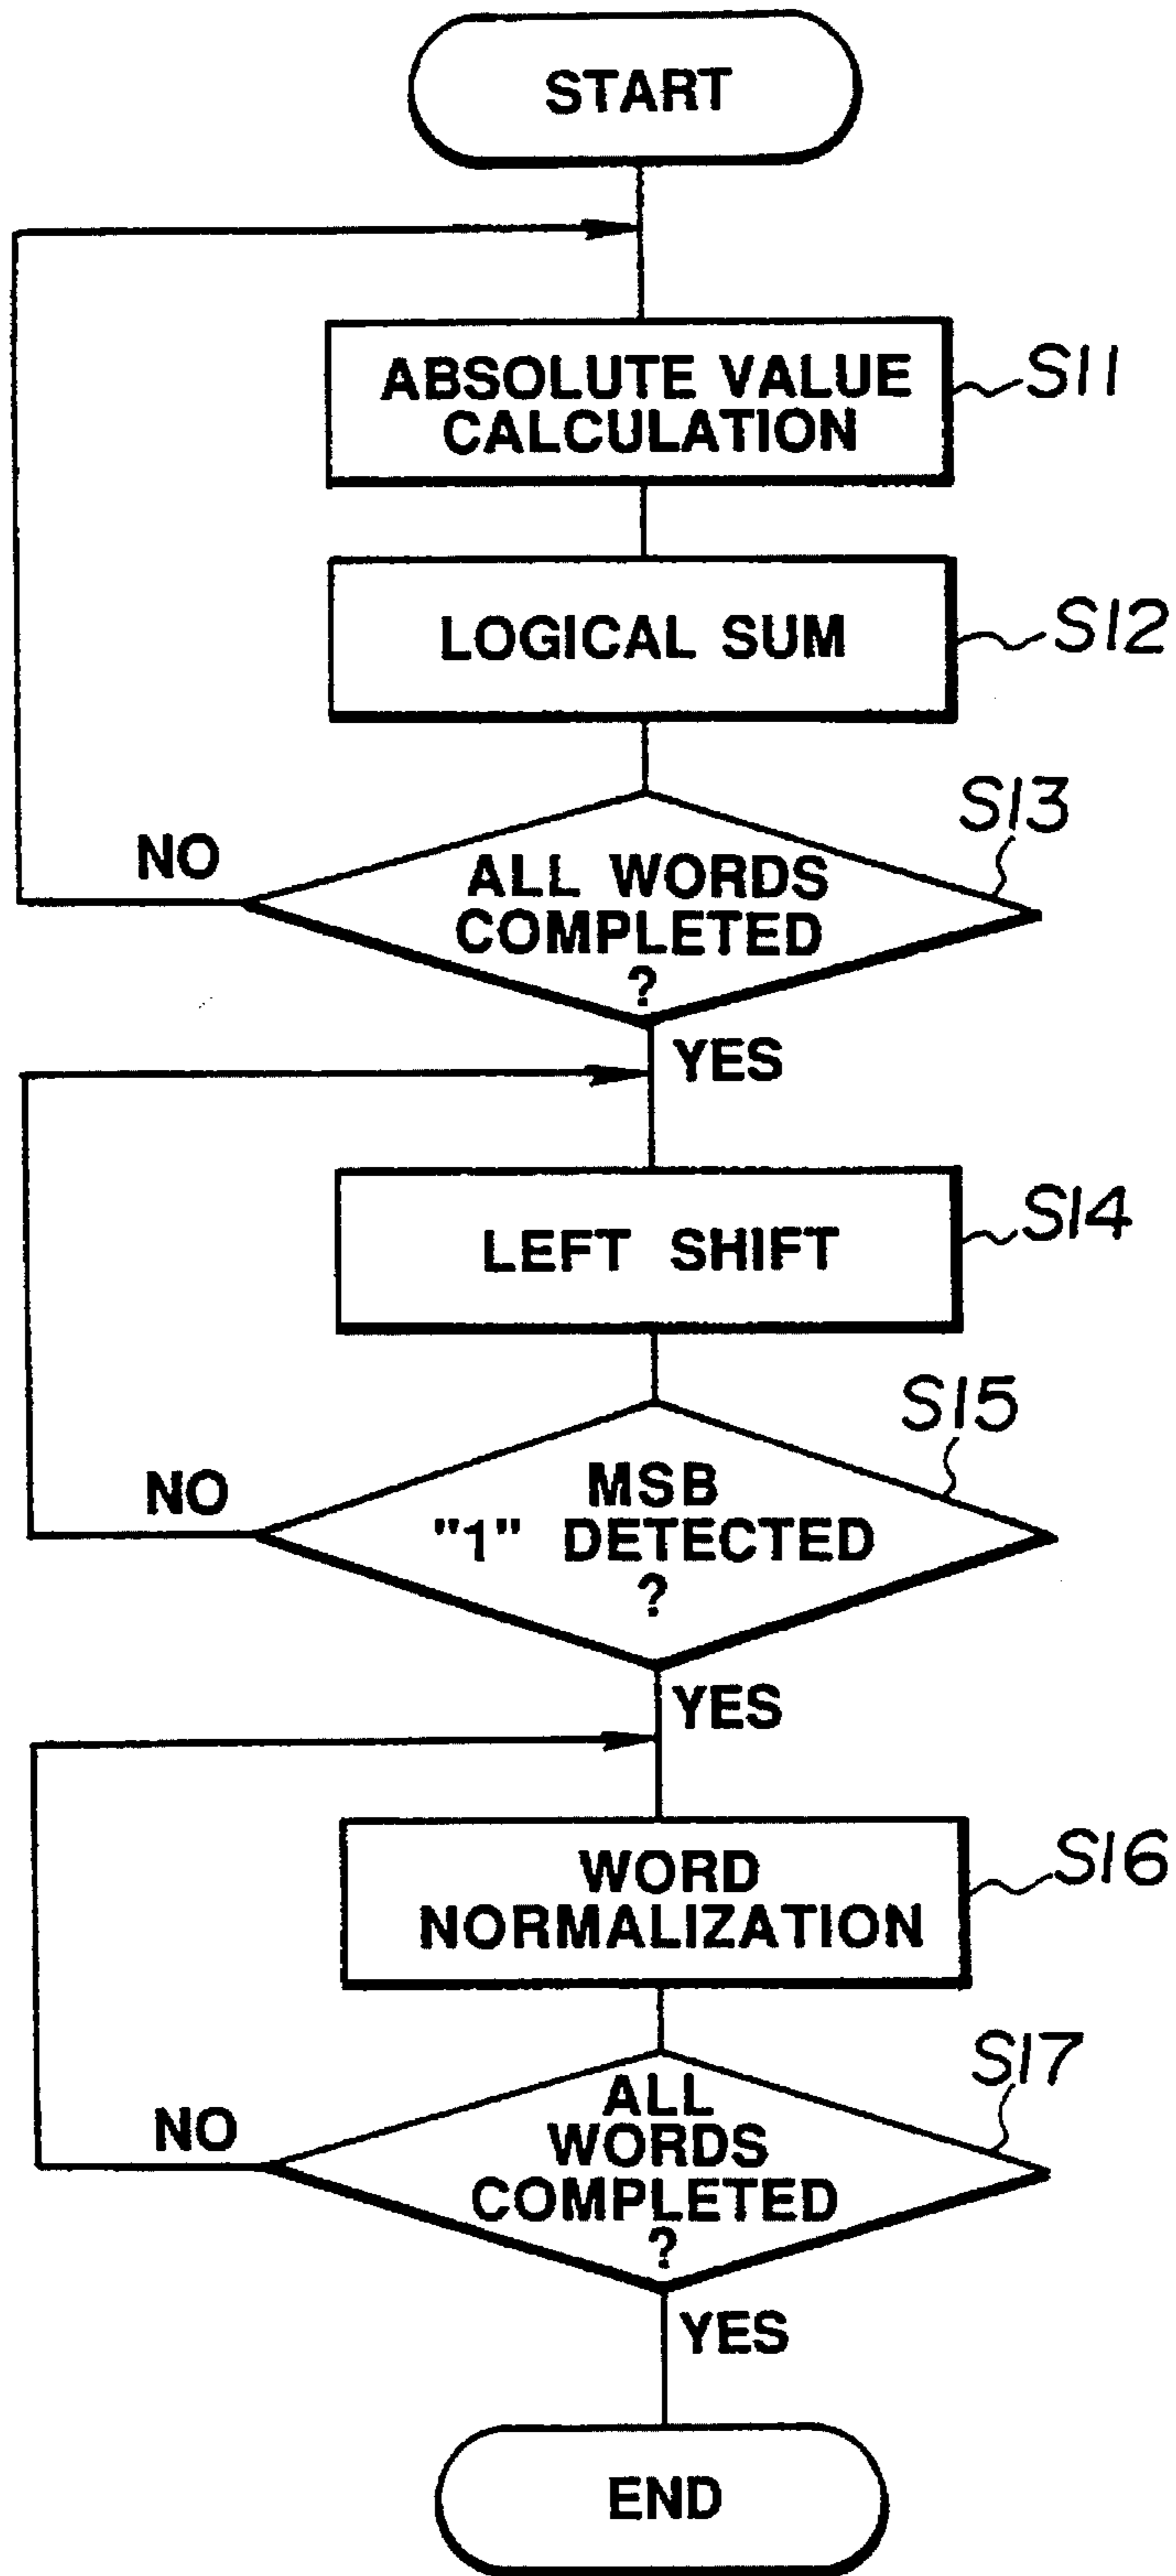 START
ABSOLUTE VALUE
CALCULATION
S11
LOGICAL SUM
S12
S13
NO
ALL WORDS
COMPLETED
?
YES
LEFT SHIFT
S14
S15
NO
MSB
"1" DETECTED
?
YES
WORD
NORMALIZATION
S16
S17
NO
ALL
WORDS
COMPLETED
?
YES
END